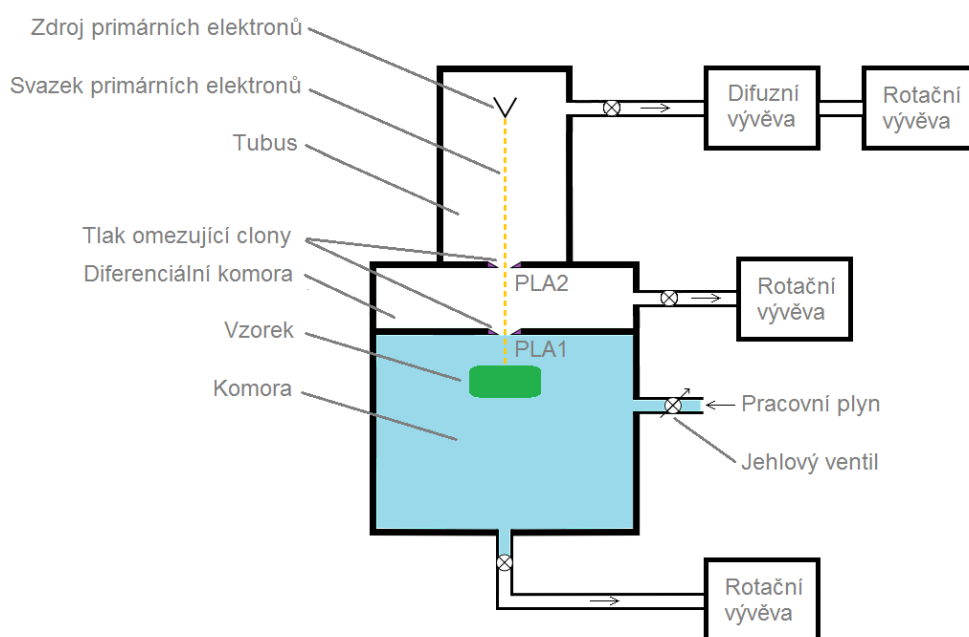 Zdroj primárních elektronů
Svazek primárních elektronů
Tubus
Tlak omezující clony
Diferenciální komora
Vzorek
Komora
Difuzní
vývěva
Rotační
vývěva
PLA2
Rotační
vývěva
PLA1
Pracovní plyn
Jehlový ventil
Rotační
vývěva